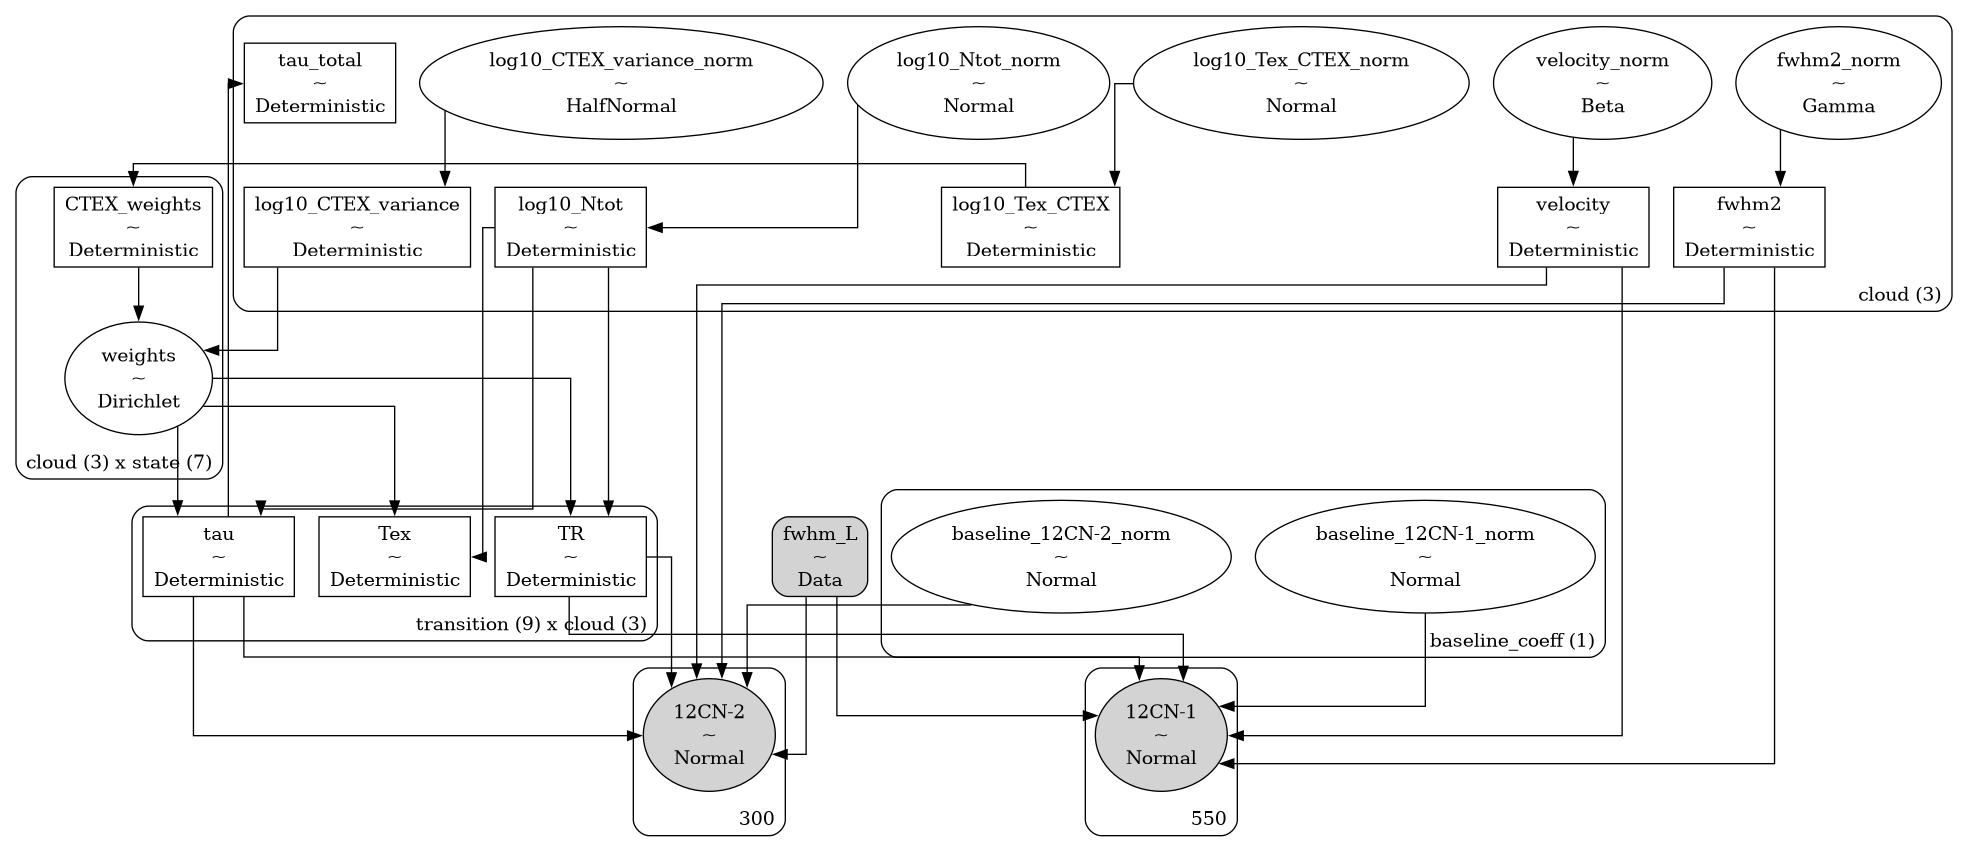 tau_total
~
Deterministic
log10_CTEX_variance_norm
~
HalfNormal
log10_Ntot_norm
~
Normal
log10_Tex_CTEX_norm
~
Normal
velocity_norm
~
Beta
fwhm2_norm
~
Gamma
CTEX_weights
~
Deterministic
log10_CTEX_variance
~
Deterministic
log10_Ntot
~
Deterministic
log10_Tex_CTEX
~
Deterministic
velocity
~
Deterministic
fwhm2
~
Deterministic
cloud (3)
weights
~
Dirichlet
cloud (3) x state (7)
tau
~
Deterministic
Tex
~
Deterministic
TR
~
Deterministic
transition (9) x cloud (3)
fwhm_L
~
Data
baseline_12CN-2_norm
~
Normal
baseline_12CN-1_norm
~
Normal
baseline_coeff (1)
12CN-2
~
Normal
300
12CN-1
~
Normal
550